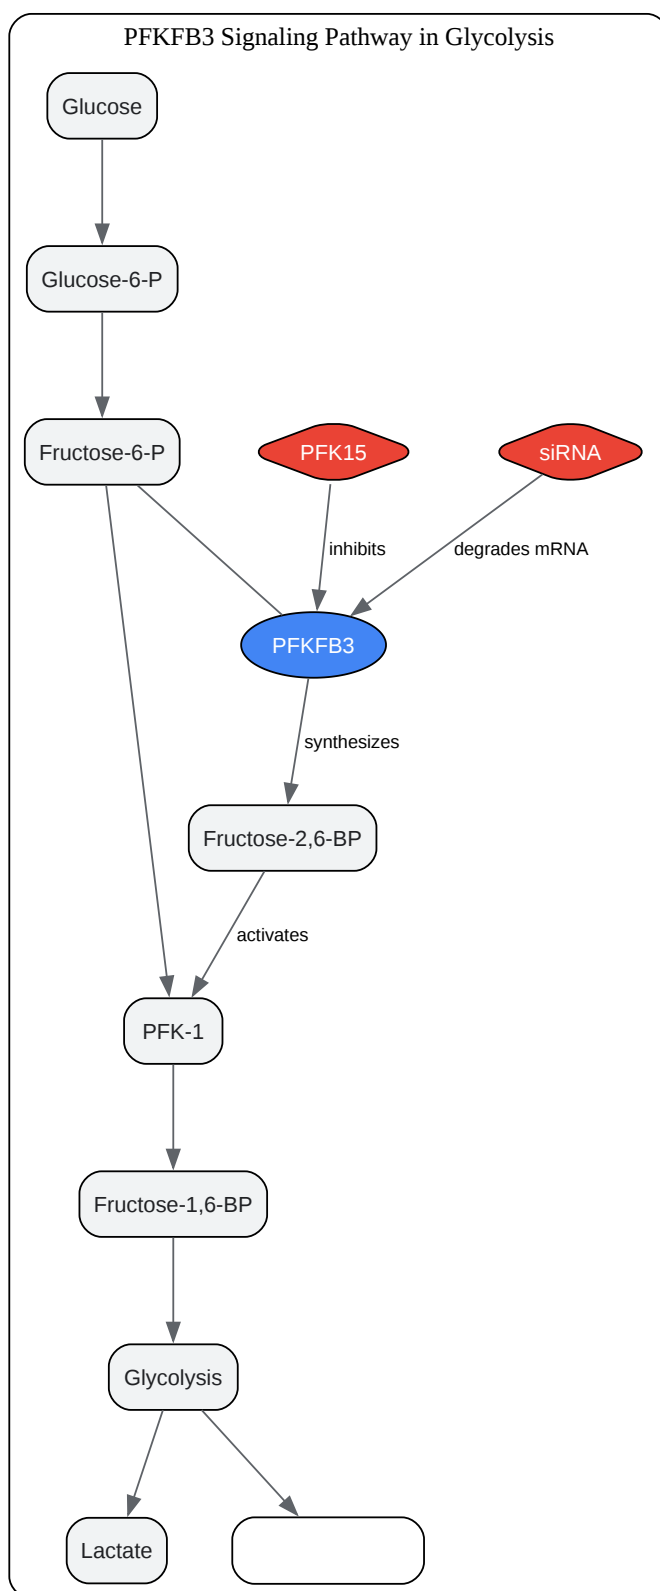 PFKFB3 Signaling Pathway in Glycolysis
Glucose
Glucose-6-P
Fructose-6-P
PFK15
siRNA
inhibits
degrades mRNA
PFKFB3
synthesizes
Fructose-2,6-BP
activates
PFK-1
Fructose-1,6-BP
Glycolysis
Lactate